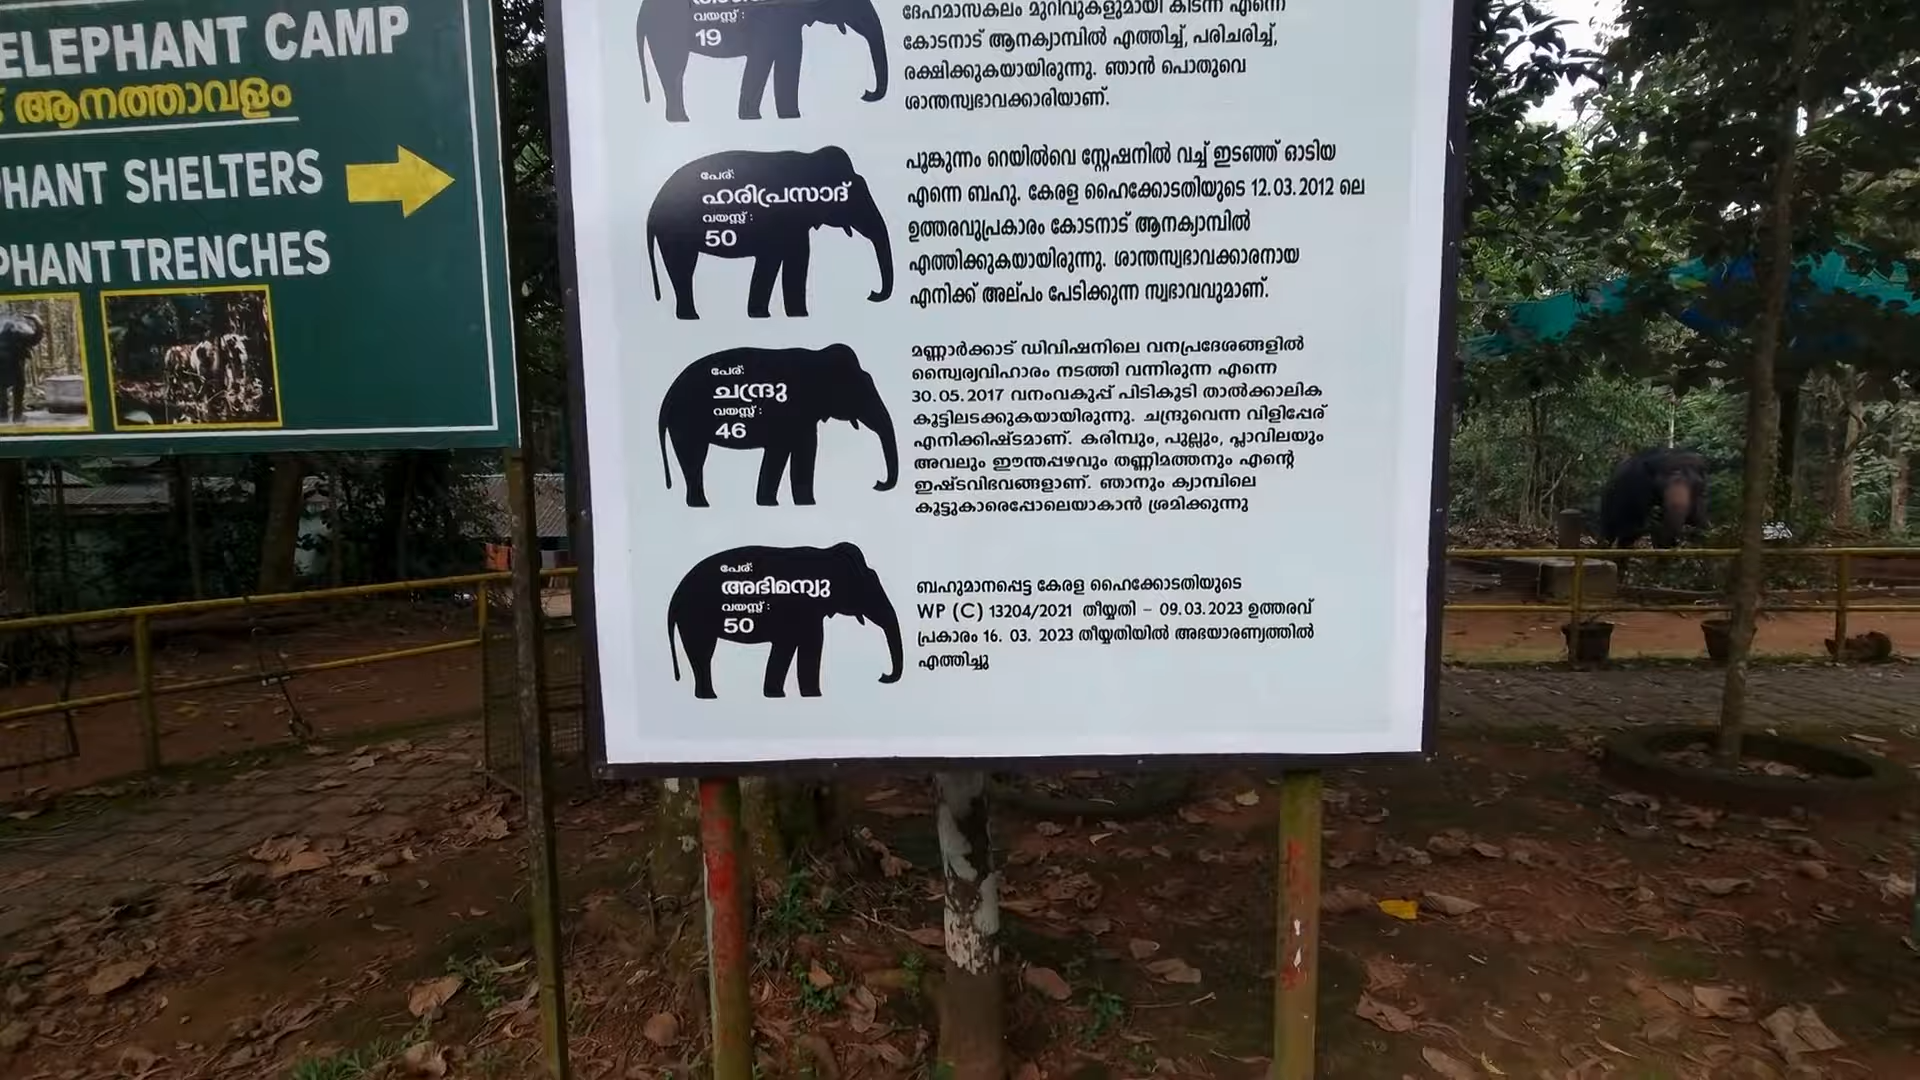 ELEPHANT CAMP
ആനത്താവളം
PHANT SHELTERS
PHANT TRENCHES
വയസ്സ് :
19
ദേഹമാസകലം മുറിവുകളുമായി കിടന്ന എന്നെ
കോടനാട് ആനക്യാമ്പിൽ എത്തിച്ച്, പരിചരിച്ച്,
രക്ഷിക്കുകയായിരുന്നു. ഞാൻ പൊതുവെ
ശാന്തസ്വഭാവക്കാരിയാണ്.
പേര്:
ഹരിപ്രസാദ്
വയസ്സ് :
50
പൂങ്കുന്നം റെയിൽവെ സ്റ്റേഷനിൽ വച്ച് ഇടഞ്ഞ് ഓടിയ
എന്നെ ബഹു. കേരള ഹൈക്കോടതിയുടെ 12.03.2012 ലെ
ഉത്തരവുപ്രകാരം കോടനാട് ആനക്യാമ്പിൽ
എത്തിക്കുകയായിരുന്നു. ശാന്തസ്വഭാവക്കാരനായ
എനിക്ക് അല്പം പേടിക്കുന്ന സ്വഭാവവുമാണ്.
പേര്:
ചന്ദ്രു
വയസ്സ് :
46
മണ്ണാർക്കാട് ഡിവിഷനിലെ വനപ്രദേശങ്ങളിൽ
സ്വൈര്യവിഹാരം നടത്തി വന്നിരുന്ന എന്നെ
30.05.2017 വനംവകുപ്പ് പിടികൂടി താൽക്കാലിക
കൂട്ടിലടക്കുകയായിരുന്നു. ചന്ദ്രുവെന്ന വിളിപ്പേര്
എനിക്കിഷ്ടമാണ്. കരിമ്പും, പുല്ലും, പ്ലാവിലയും
അവലും ഈന്തപ്പഴവും തണ്ണിമത്തനും എന്റെ
ഇഷ്ടവിഭവങ്ങളാണ്. ഞാനും ക്യാമ്പിലെ
കൂട്ടുകാരെപ്പോലെയാകാൻ ശ്രമിക്കുന്നു
പേര്:
അഭിമന്യു
വയസ്സ് :
50
ബഹുമാനപ്പെട്ട കേരള ഹൈക്കോടതിയുടെ
WP (C) 13204/2021 തീയ്യതി – 09.03.2023 ഉത്തരവ്
പ്രകാരം 16. 03. 2023 തീയ്യതിയിൽ അഭയാരണ്യത്തിൽ
എത്തിച്ചു